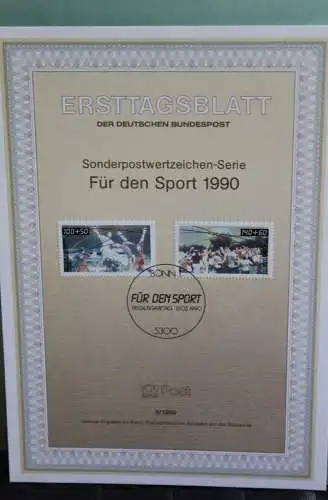 ERSTTAGSBLATT
DER DEUTSCHEN BUNDESPOST
Sonderpostwertzeichen-Serie
Für den Sport 1990
100+50
140+60
BONN
FÜR DEN SPORT
5300
Post